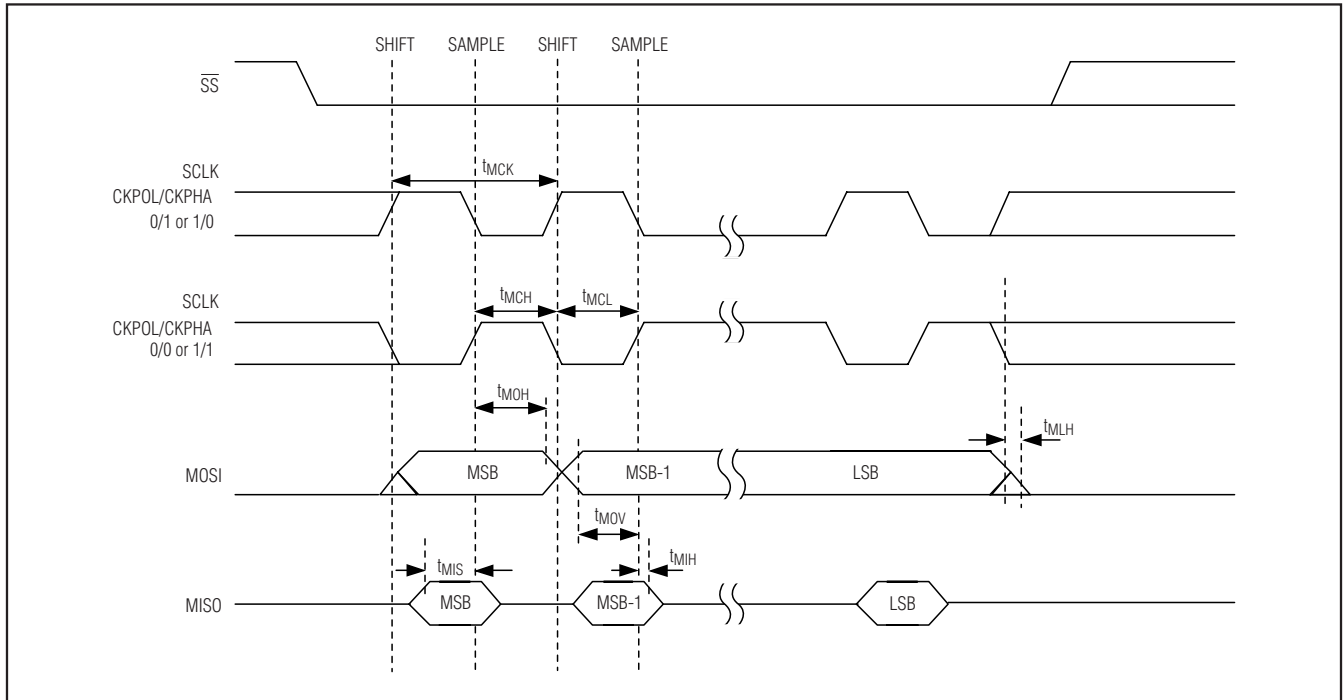 SHIFT SAMPLE SHIFT SAMPLE
SS
SCLK
CKPOL/CKPHA
0/1 or 1/0
tMCK
SCLK
CKPOL/CKPHA
0/0 or 1/1
tMCH tMCL
tMOH
tMLH
MOSI MSB MSB-1 LSB
tMOV
tMIS tMIH
MISO MSB MSB-1 LSB